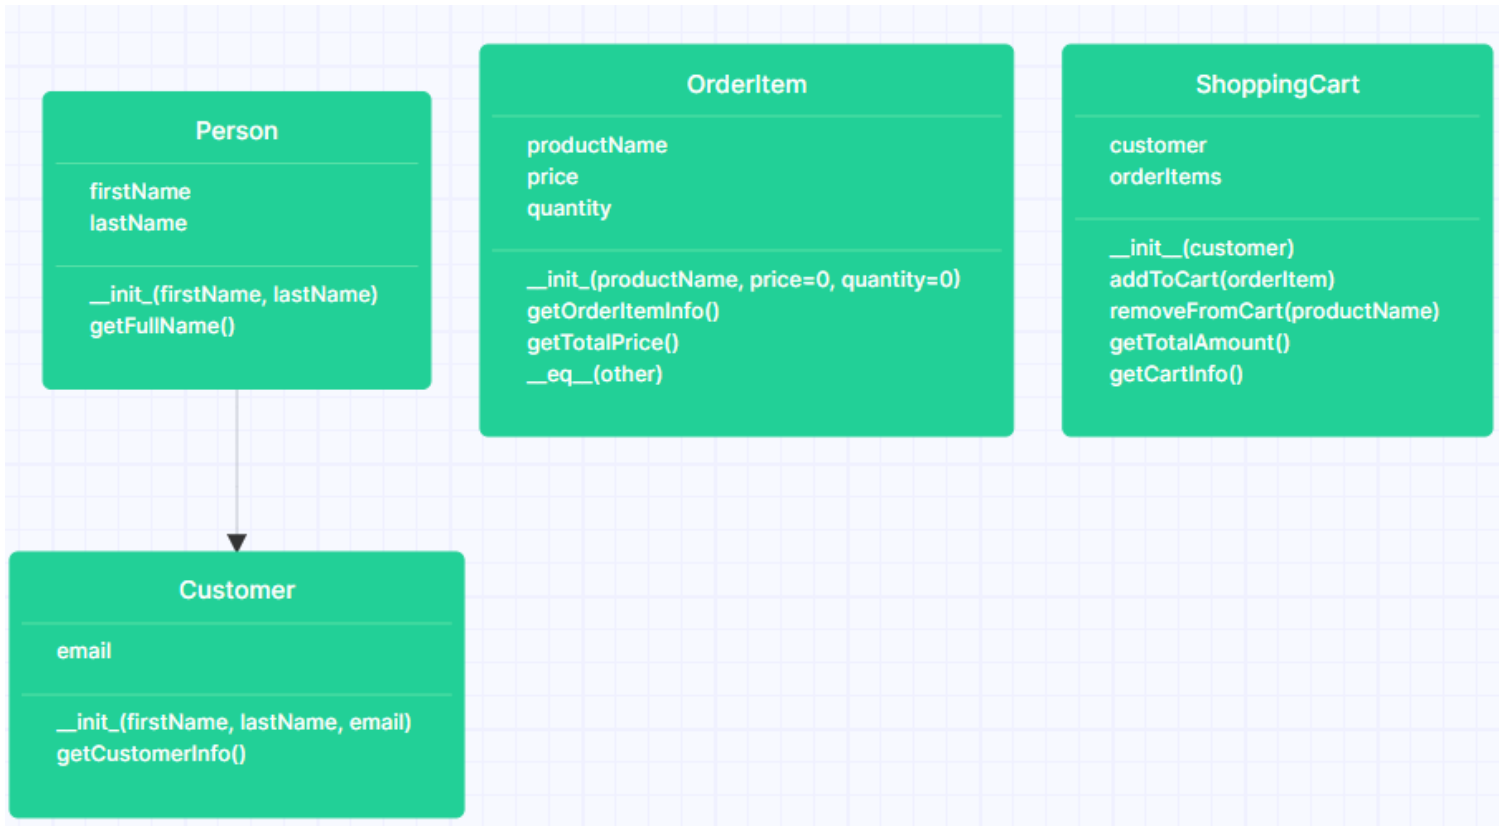 Person
firstName
lastName
__init_(firstName, lastName)
getFullName()
Customer
email
__init_(firstName, lastName, email)
getCustomerInfo()
OrderItem
productName
price
quantity
__init_(productName, price=0, quantity=0)
getOrderItemInfo()
getTotalPrice()
__eq__(other)
ShoppingCart
customer
orderItems
__init__(customer)
addToCart(orderItem)
removeFromCart(productName)
getTotalAmount()
getCartInfo()